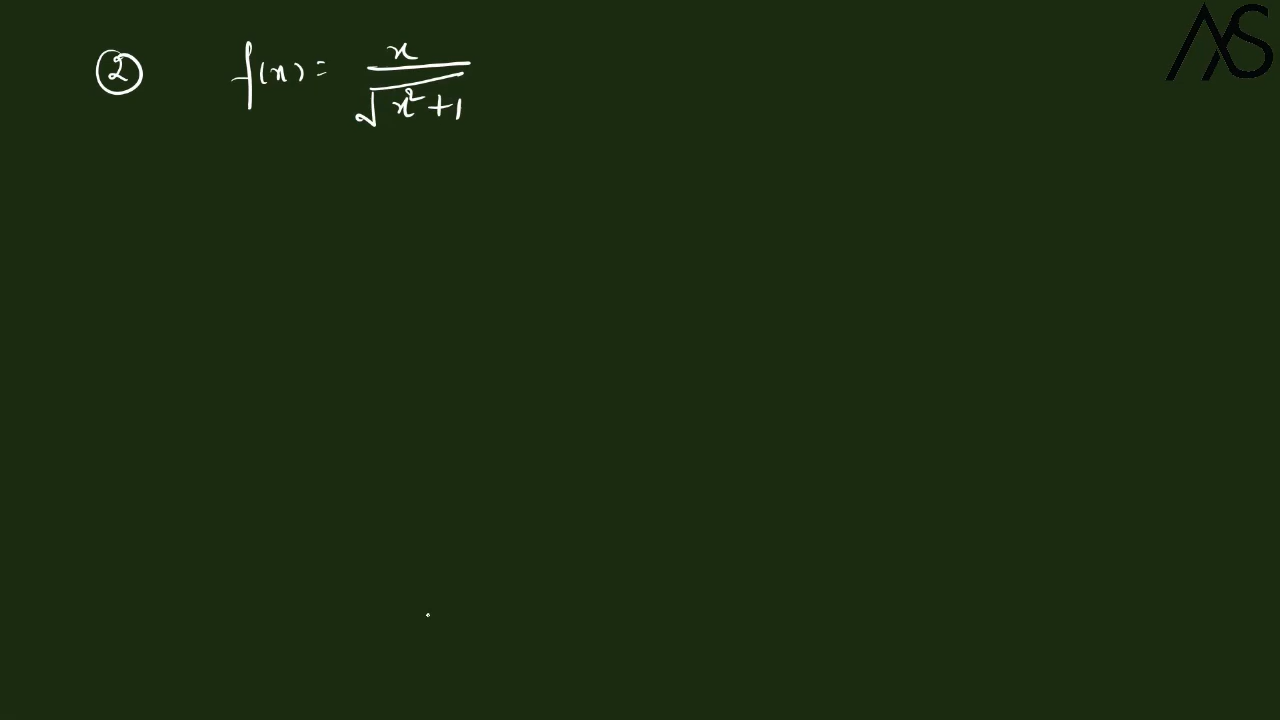 ② f(x) = x / √(x²+1)
AS